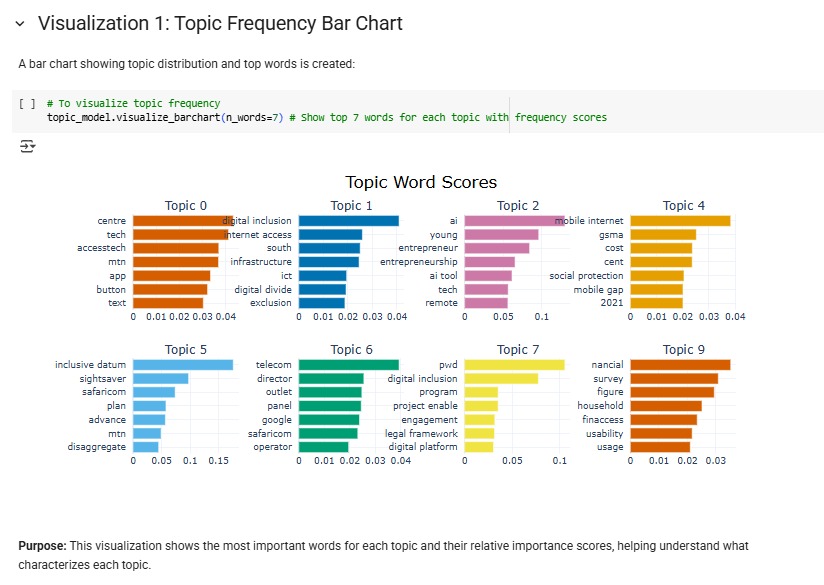 Visualization 1: Topic Frequency Bar Chart
A bar chart showing topic distribution and top words is created:
[ ] # To visualize topic frequency
topic_model.visualize_barchart(n_words=7) # Show top 7 words for each topic with frequency scores
Topic Word Scores
Topic 0
centre
tech
accesstech
mtn
app
button
text
0 0.01 0.02 0.03 0.04
Topic 1
digital inclusion
internet access
south
infrastructure
ict
digital divide
exclusion
0 0.01 0.02 0.03 0.04
Topic 2
ai
young
entrepreneur
entrepreneurship
ai tool
tech
remote
0 0.05 0.1
Topic 4
mobile internet
gsma
cost
cent
social protection
mobile gap
2021
0 0.01 0.02 0.03 0.04
Topic 5
inclusive datum
sightsaver
safaricom
plan
advance
mtn
disaggregate
0 0.05 0.1 0.15
Topic 6
telecom
director
outlet
panel
google
safaricom
operator
0 0.01 0.02 0.03 0.04
Topic 7
pwd
digital inclusion
program
project enable
engagement
legal framework
digital platform
0 0.05 0.1
Topic 9
nancial
survey
figure
household
finaccess
usability
usage
0 0.01 0.02 0.03
Purpose: This visualization shows the most important words for each topic and their relative importance scores, helping understand what
characterizes each topic.